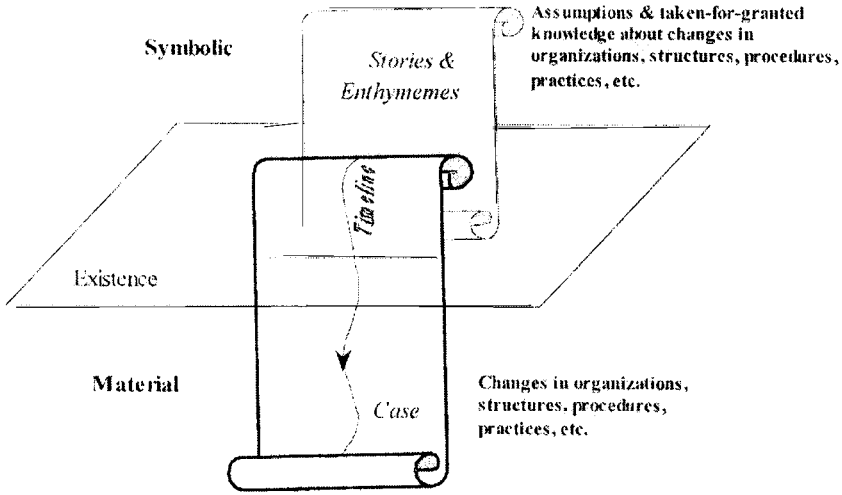 Symbolic
Stories &
Enthymemes
Assumptions & taken-for-granted
knowledge about changes in
organizations, structures, procedures,
practices, etc.
Timeline
Existence
Material
Case
Changes in organizations,
structures, procedures,
practices, etc.